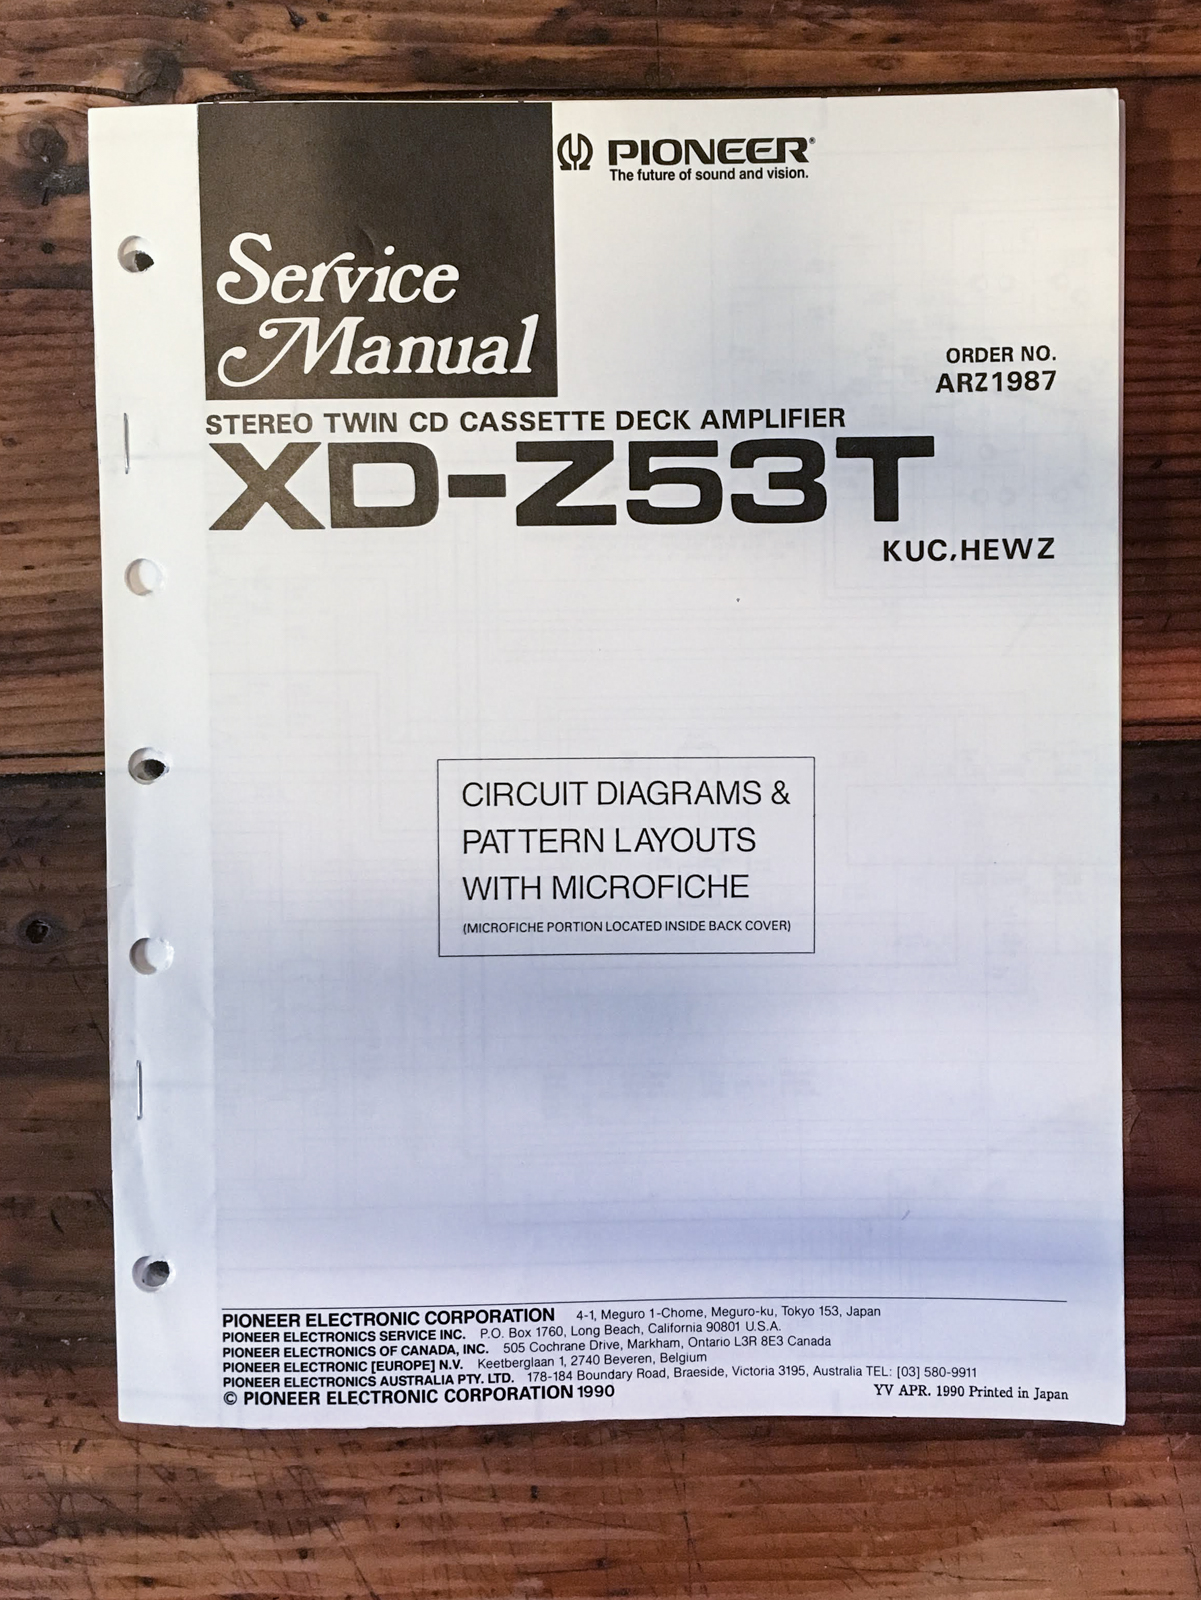 PIONEER®
The future of sound and vision.
Service
Manual
ORDER NO.
ARZ1987
STEREO TWIN CD CASSETTE DECK AMPLIFIER
XD-Z53T
KUC,HEWZ
CIRCUIT DIAGRAMS &
PATTERN LAYOUTS
WITH MICROFICHE
(MICROFICHE PORTION LOCATED INSIDE BACK COVER)
PIONEER ELECTRONIC CORPORATION 4-1, Meguro 1-Chome, Meguro-ku, Tokyo 153, Japan
PIONEER ELECTRONICS SERVICE INC. P.O. Box 1760, Long Beach, California 90801 U.S.A.
PIONEER ELECTRONICS OF CANADA, INC. 505 Cochrane Drive, Markham, Ontario L3R 8E3 Canada
PIONEER ELECTRONIC [EUROPE] N.V. Keetberglaan 1, 2740 Beveren, Belgium
PIONEER ELECTRONICS AUSTRALIA PTY. LTD. 178-184 Boundary Road, Braeside, Victoria 3195, Australia TEL: [03] 580-9911
© PIONEER ELECTRONIC CORPORATION 1990 YV APR. 1990 Printed in Japan